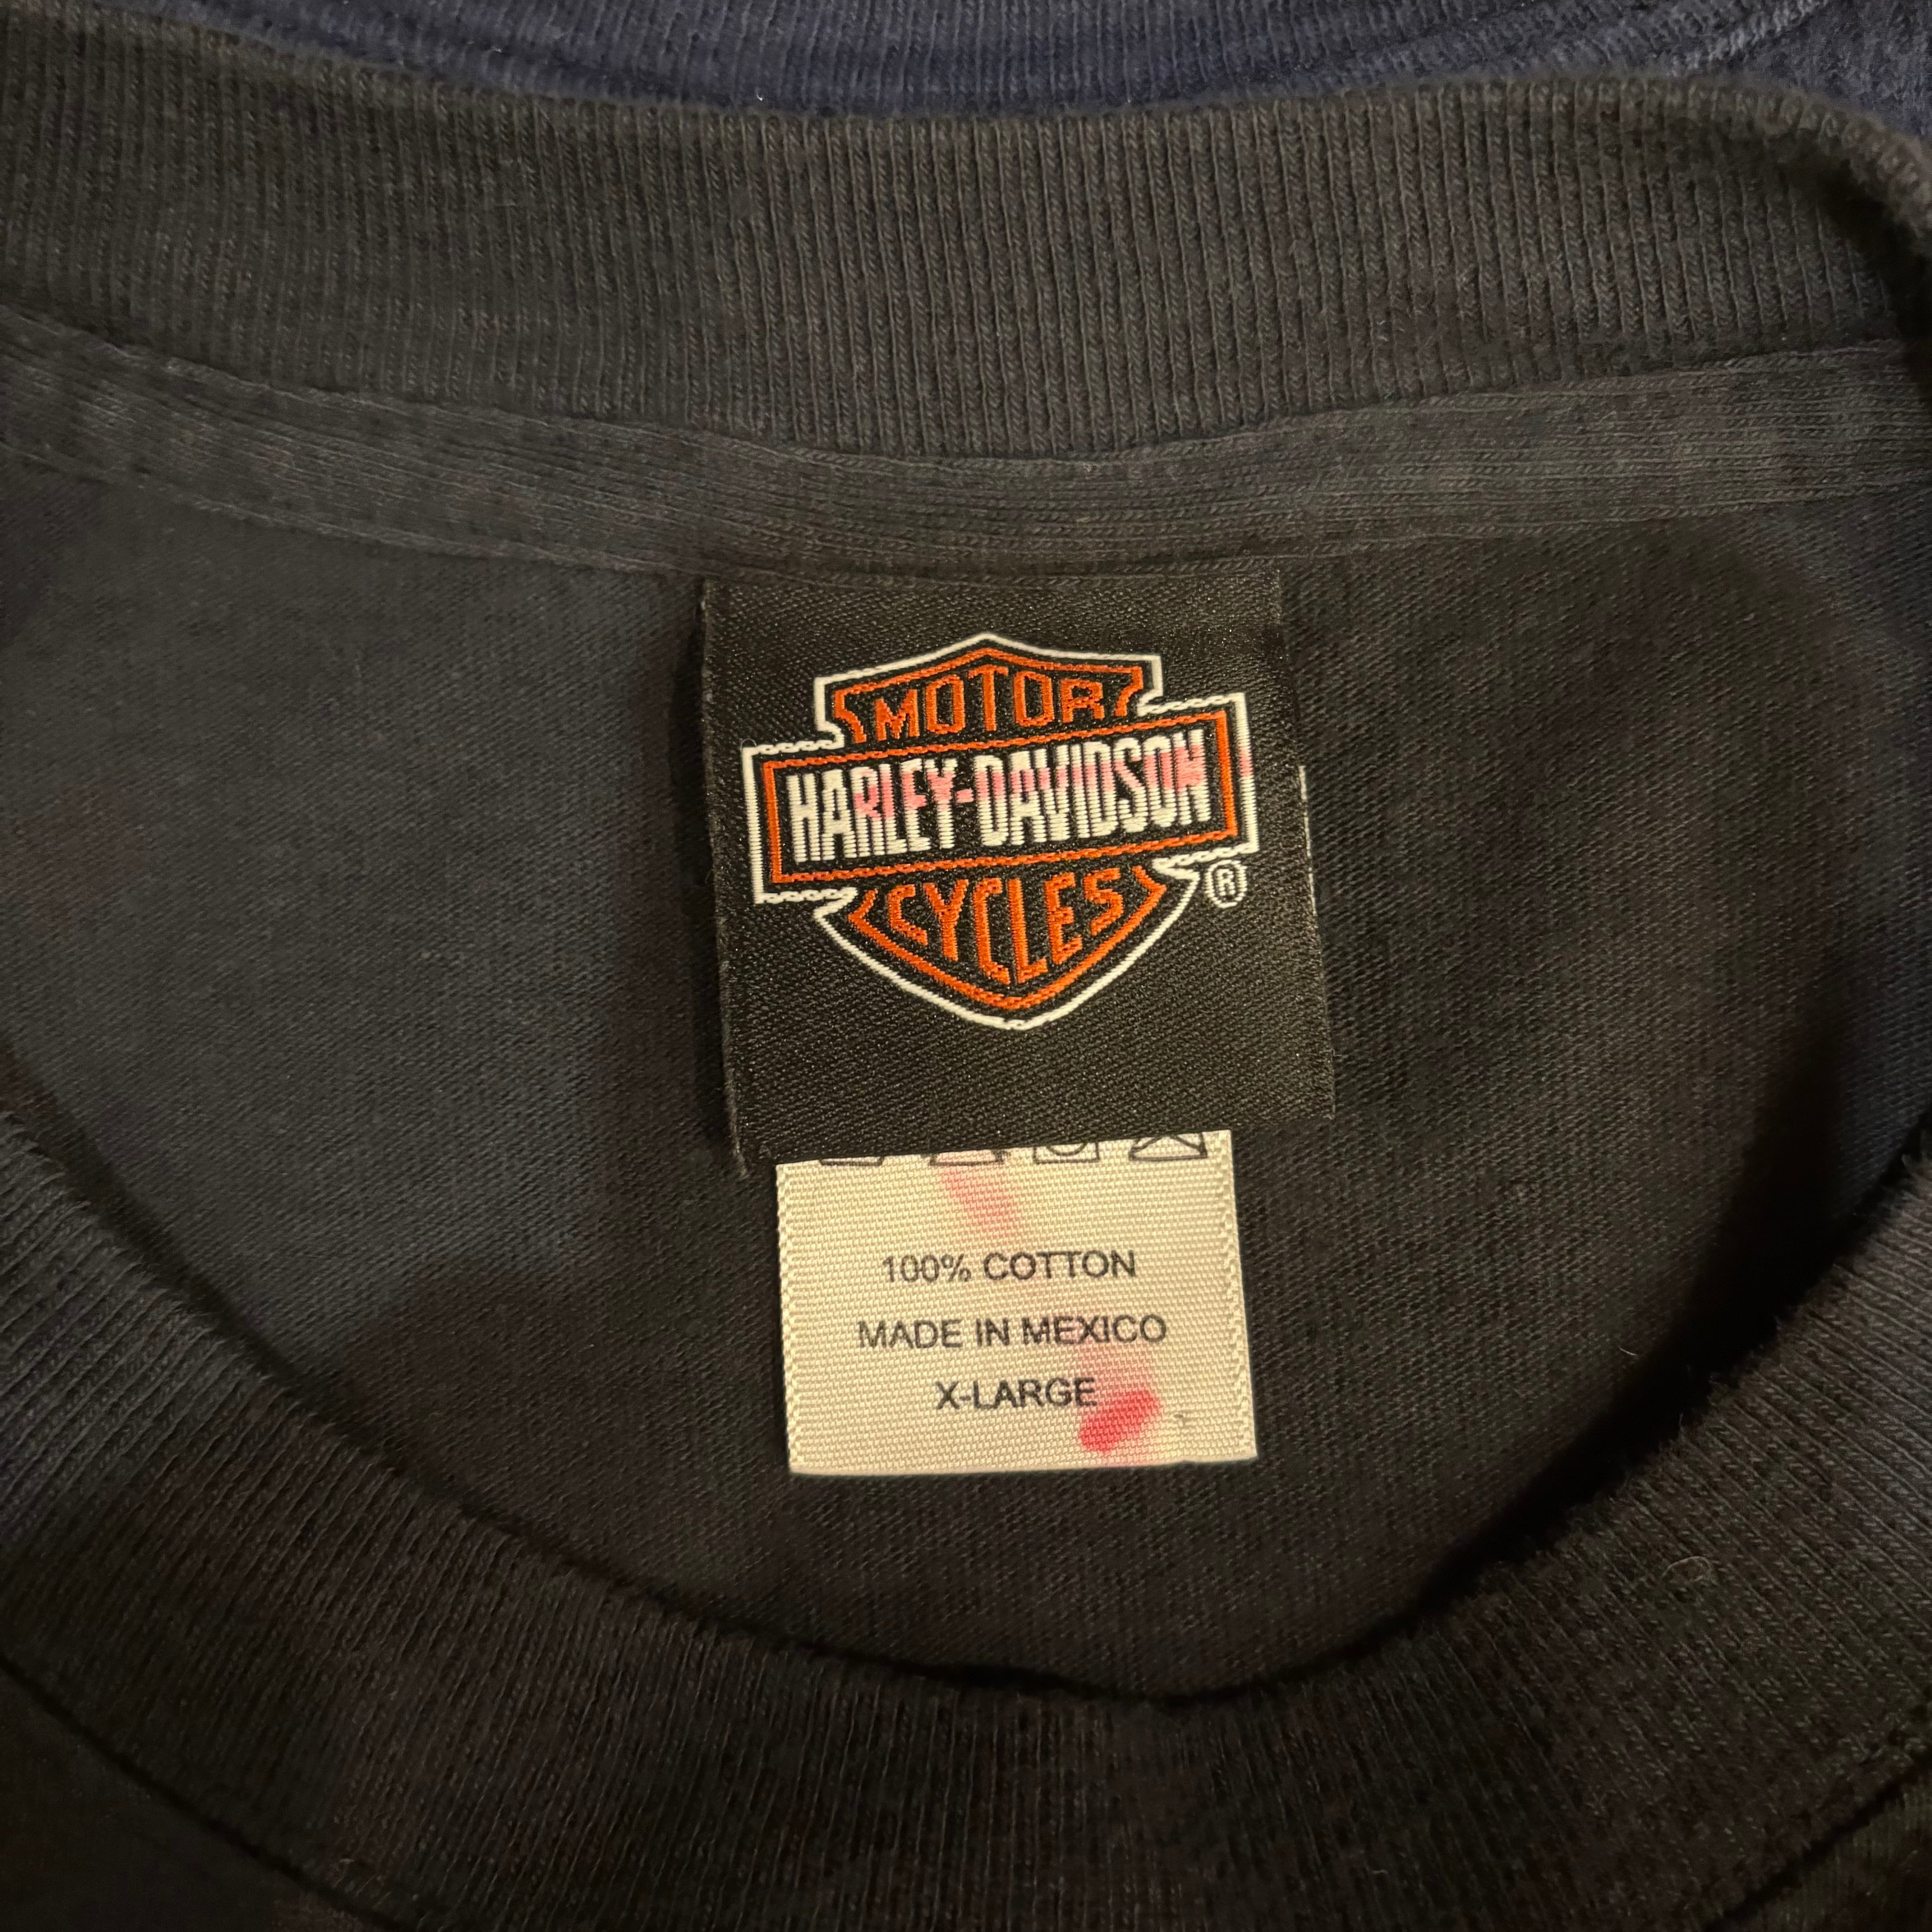 MOTOR
HARLEY-DAVIDSON
CYCLES
®
100% COTTON
MADE IN MEXICO
X-LARGE